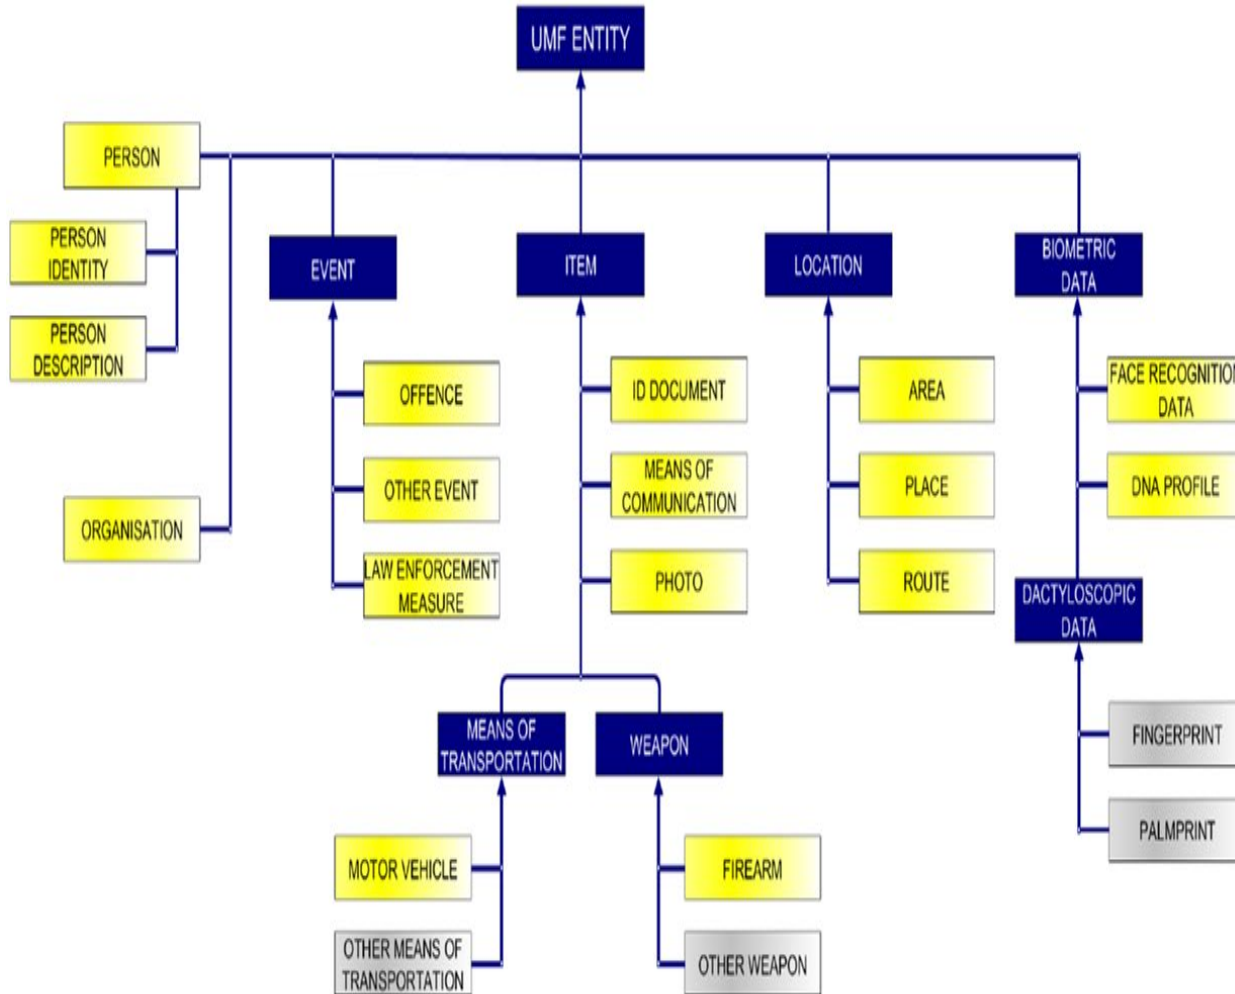 UMF ENTITY
PERSON
PERSON
IDENTITY
PERSON
DESCRIPTION
ORGANISATION
EVENT
OFFENCE
OTHER EVENT
LAW ENFORCEMENT
MEASURE
ITEM
ID DOCUMENT
MEANS OF
COMMUNICATION
PHOTO
MEANS OF
TRANSPORTATION
MOTOR VEHICLE
OTHER MEANS OF
TRANSPORTATION
WEAPON
FIREARM
OTHER WEAPON
LOCATION
AREA
PLACE
ROUTE
BIOMETRIC
DATA
FACE RECOGNITION
DATA
DNA PROFILE
DACTYLOSCOPIC
DATA
FINGERPRINT
PALMPRINT